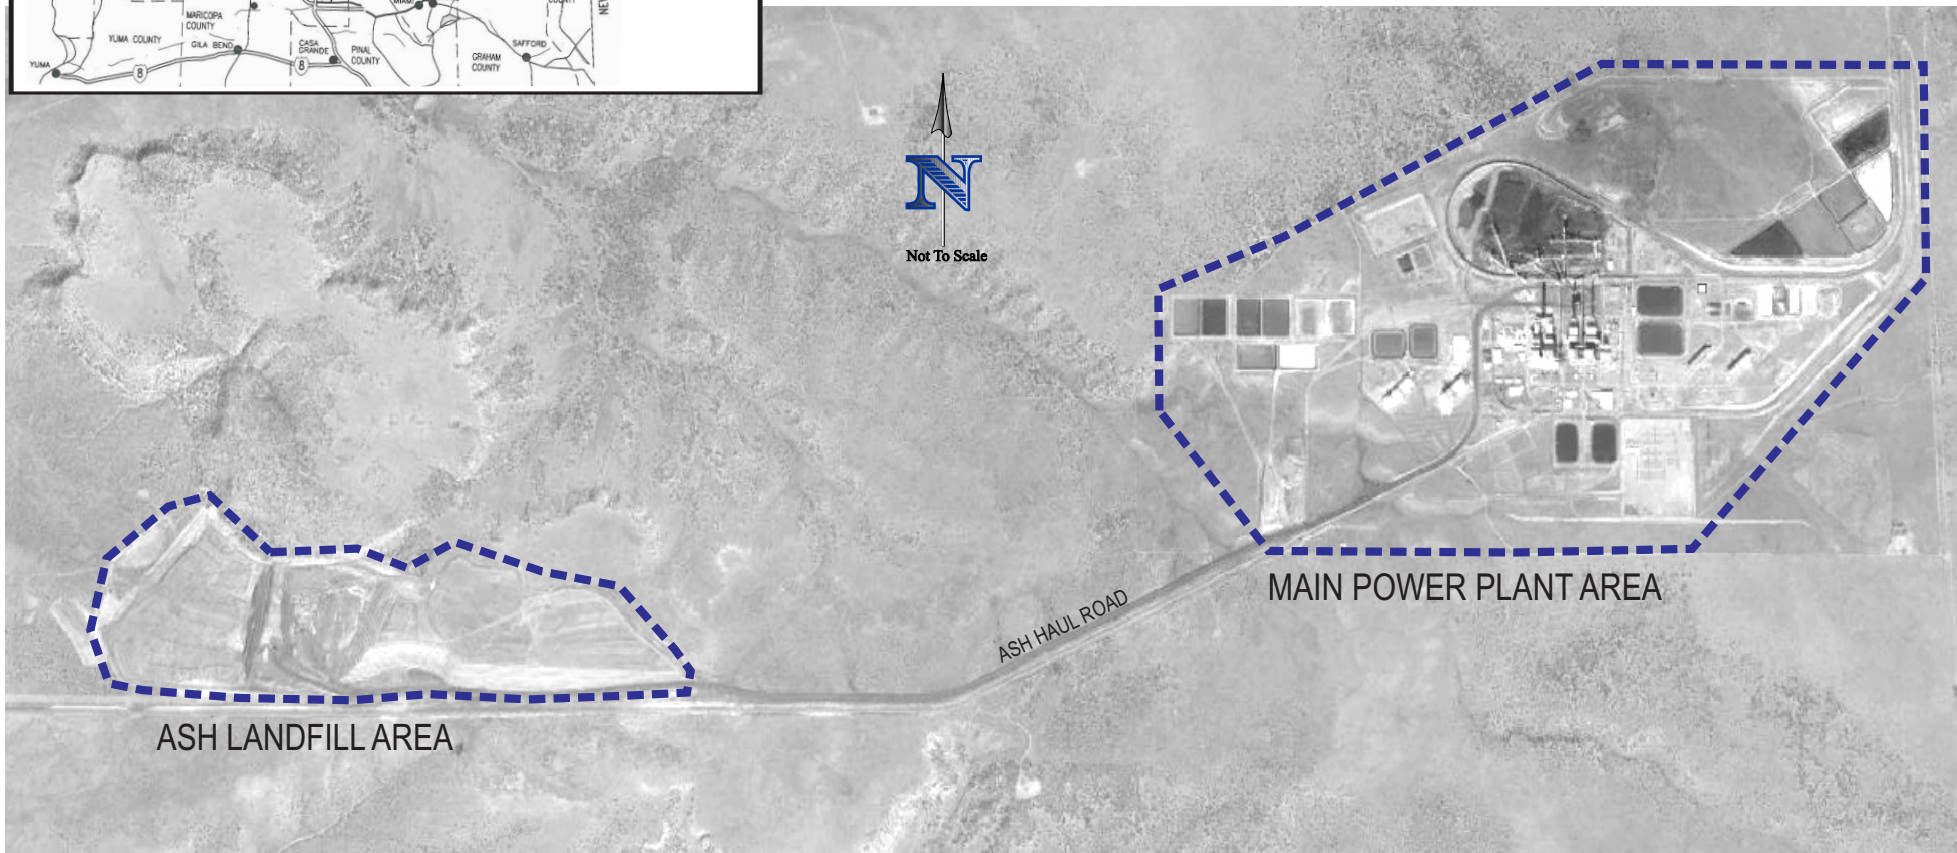 MARICOPA
COUNTY
YUMA COUNTY
GILA BEND
YUMA
8
CASA
GRANDE
8
PINAL
COUNTY
GRAHAM
COUNTY
SAFFORD
N
Not To Scale
MAIN POWER PLANT AREA
ASH HAUL ROAD
ASH LANDFILL AREA